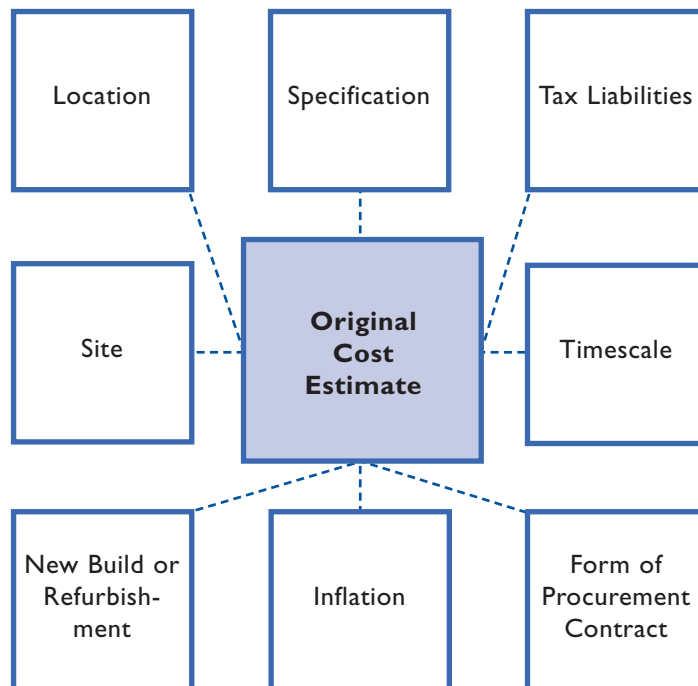 Location
Specification
Tax Liabilities
Site
Original
Cost
Estimate
Timescale
New Build or
Refurbish-
ment
Inflation
Form of
Procurement
Contract